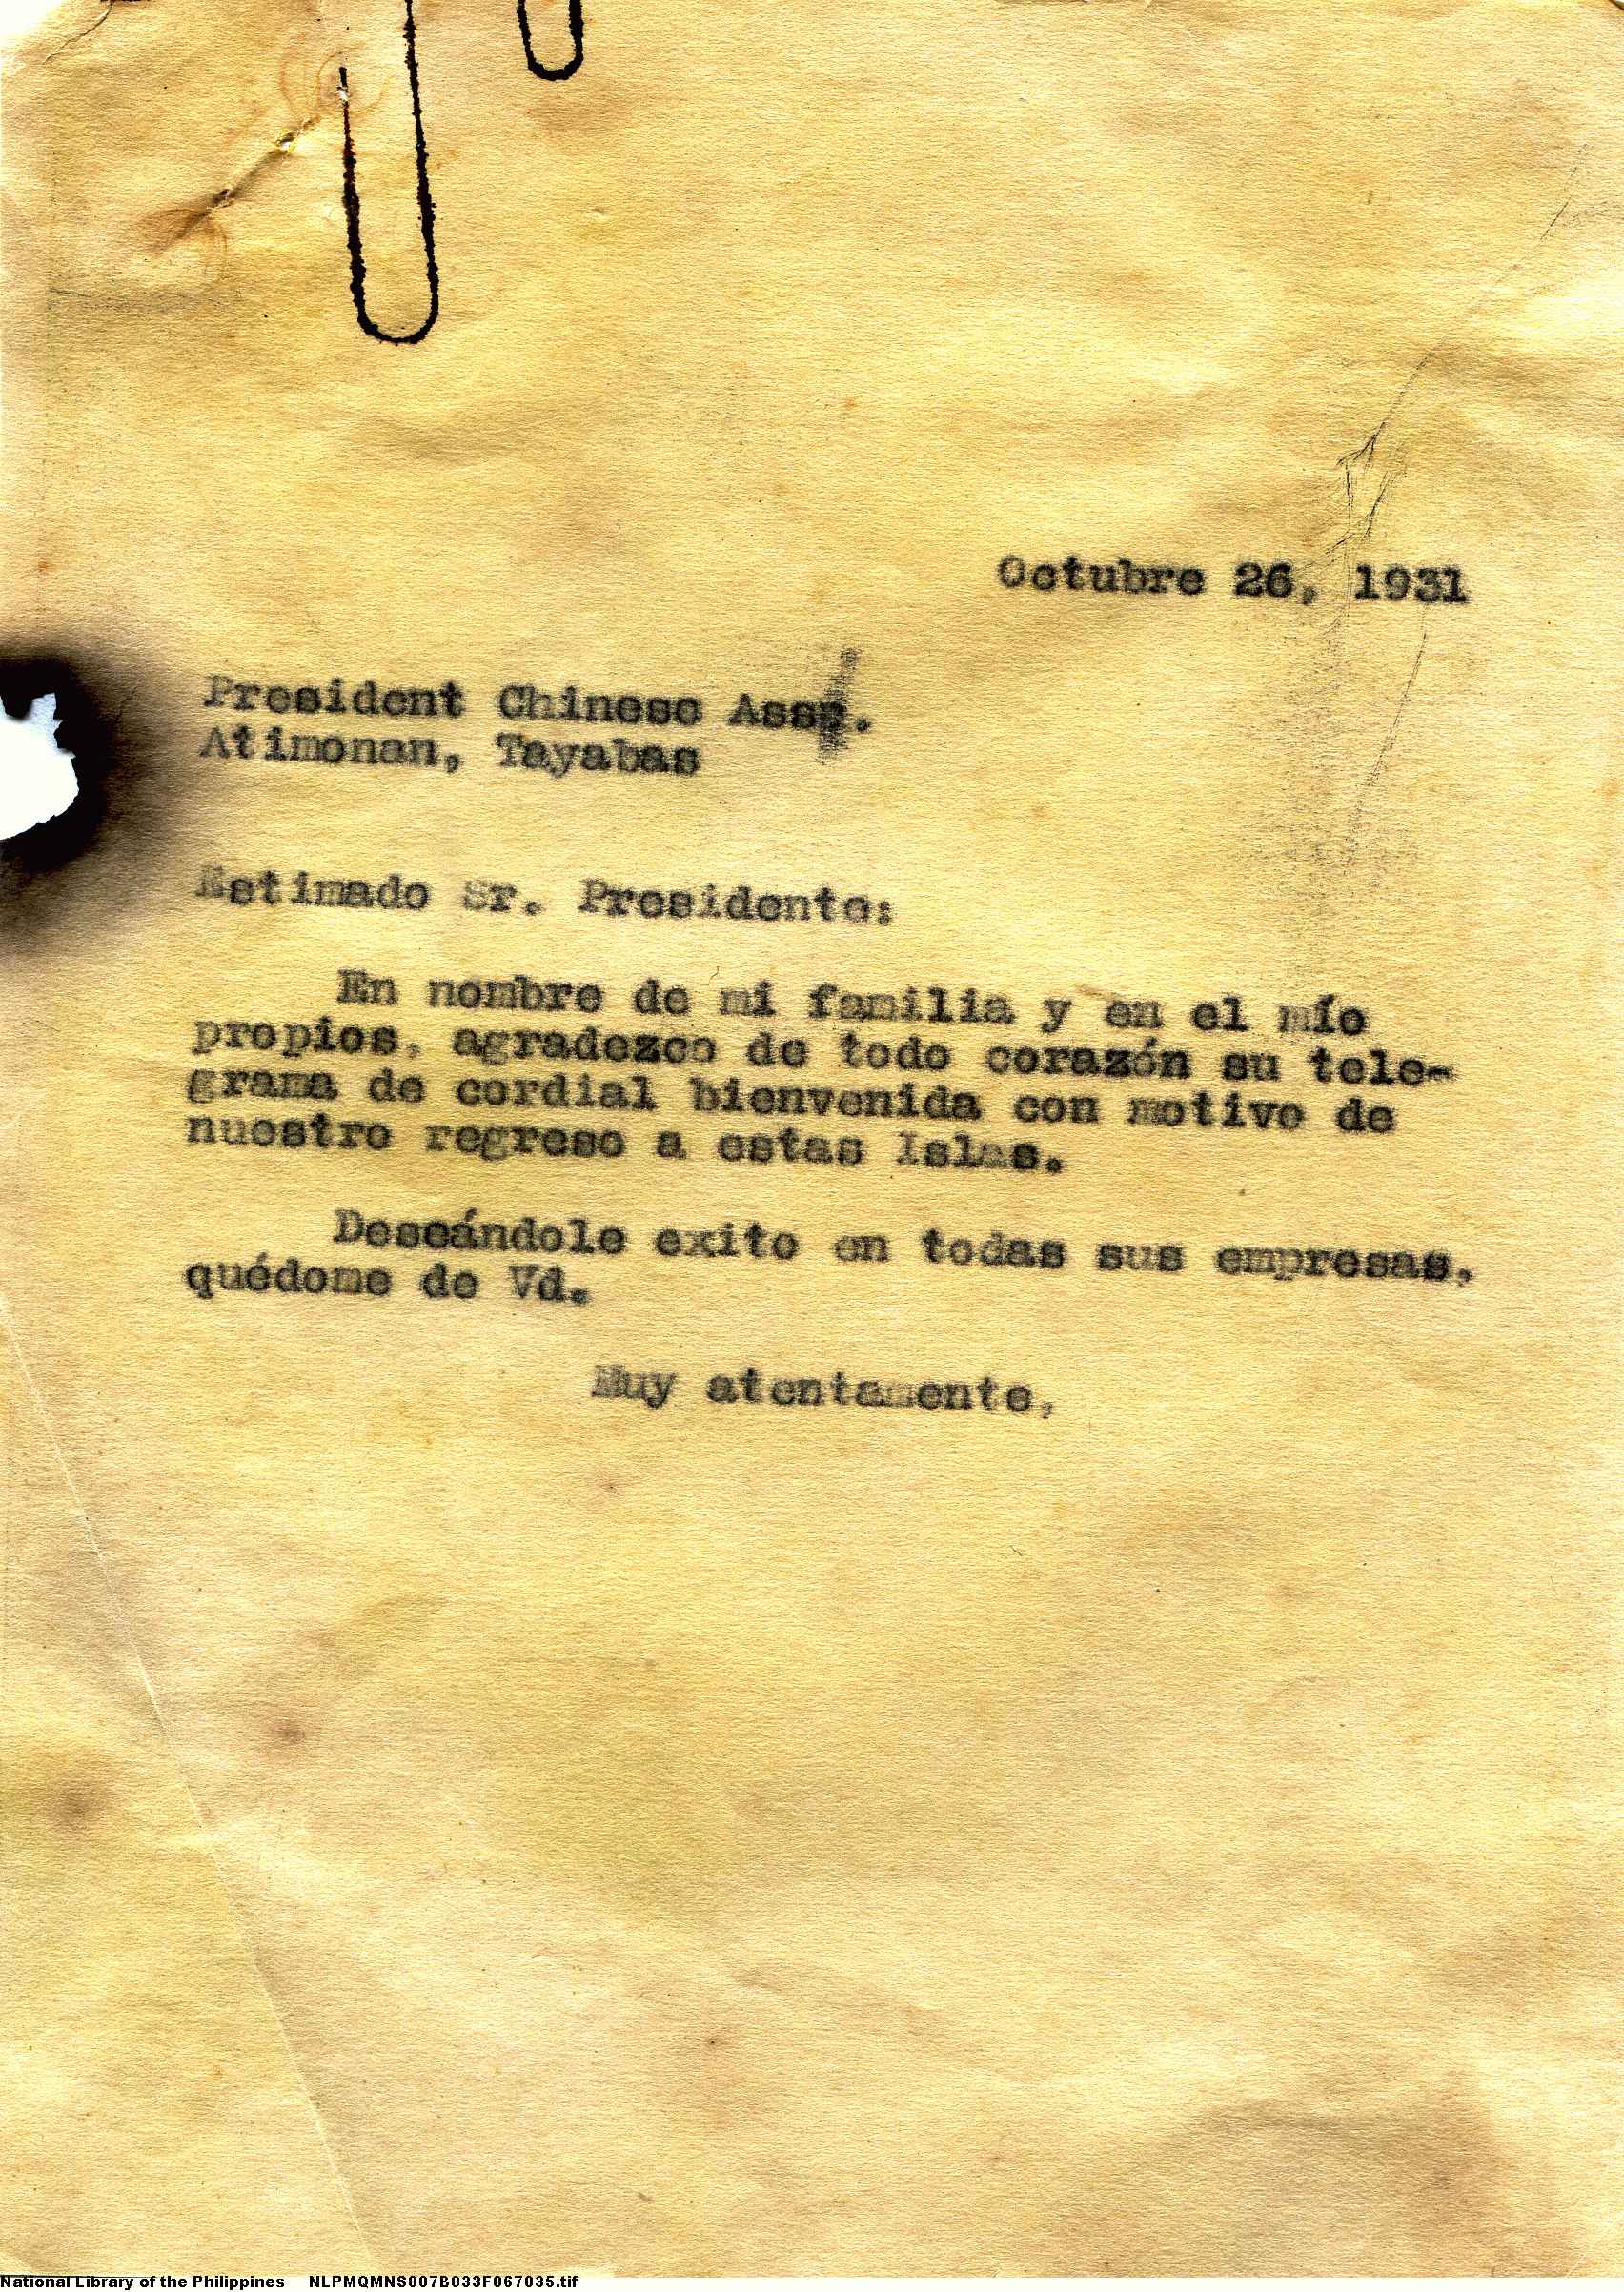 Octubre 26, 1931
President Chinese Assn.
Atimonan, Tayabas
Estimado Sr. Presidente:
En nombre de mi familia y en el mío
propios, agradezco de todo corazón su tele-
grama de cordial bienvenida con motivo de
nuestro regreso a estas Islas.
Deseándole exito en todas sus empresas,
quédome de Vd.
Muy atentamente,
National Library of the Philippines NLPMQMNS007B033F067035.tif